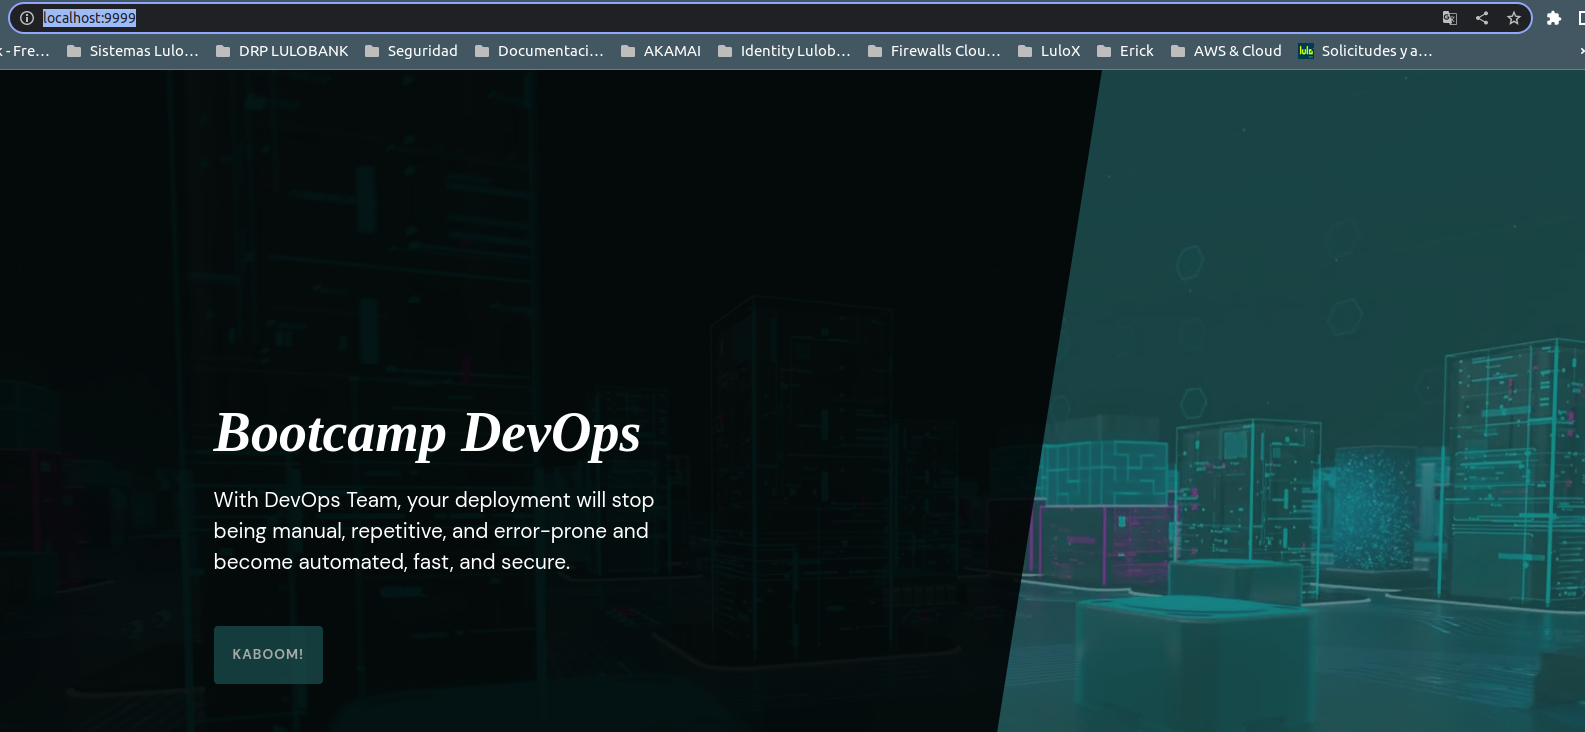 localhost:9999
k - Fre... Sistemas Lulo... DRP LULOBANK Seguridad Documentaci... AKAMAI Identity Lulob... Firewalls Clou... LuloX Erick AWS & Cloud lulo Solicitudes y a...
Bootcamp DevOps
With DevOps Team, your deployment will stop
being manual, repetitive, and error-prone and
become automated, fast, and secure.
KABOOM!